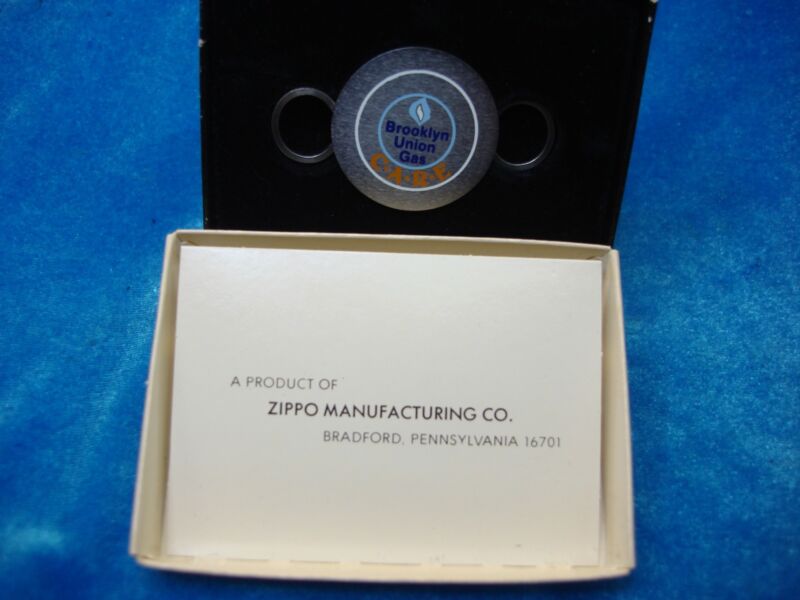 Brooklyn
Union
Gas
C·A·R·E
A PRODUCT OF
ZIPPO MANUFACTURING CO.
BRADFORD, PENNSYLVANIA 16701